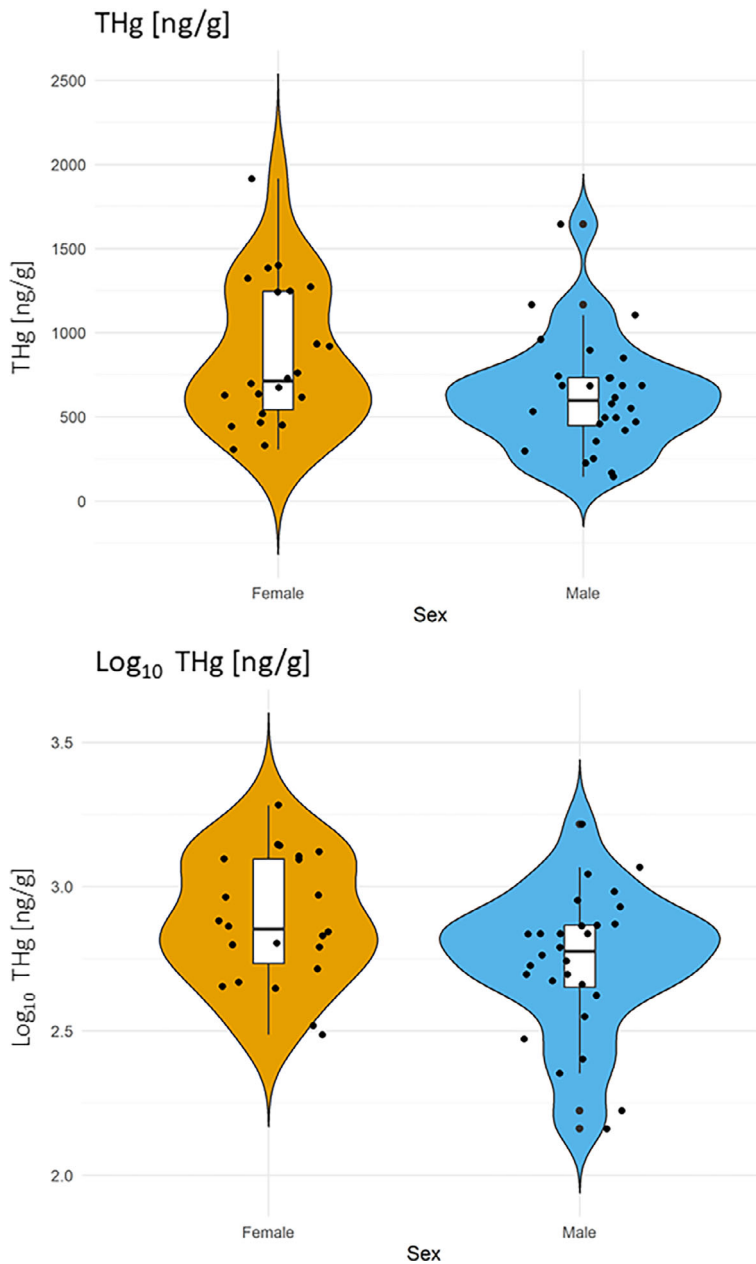 THg [ng/g]
2500
2000
1500
1000
500
0
THg [ng/g]
Female
Male
Sex
Log₁₀ THg [ng/g]
3.5
3.0
2.5
2.0
Log₁₀ THg [ng/g]
Female
Male
Sex